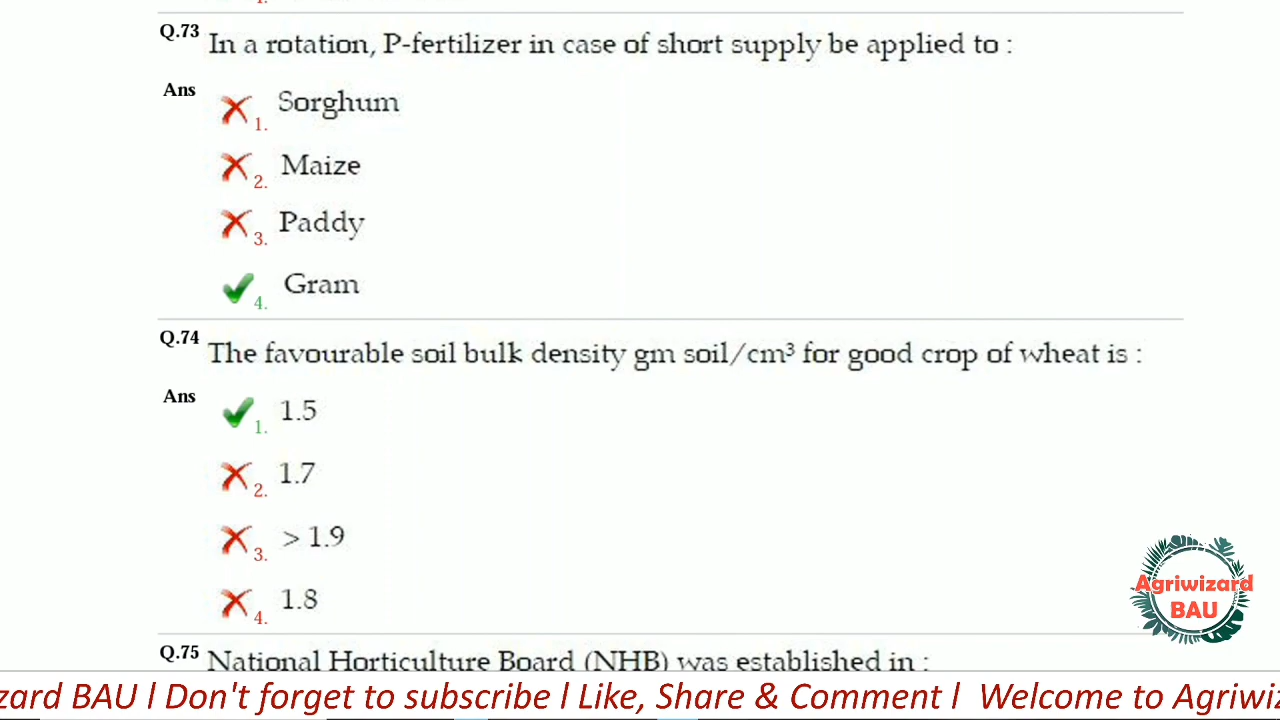 Q.73 In a rotation, P-fertilizer in case of short supply be applied to :
Ans
1. Sorghum
2. Maize
3. Paddy
4. Gram
Q.74 The favourable soil bulk density gm soil/cm³ for good crop of wheat is :
Ans
1. 1.5
2. 1.7
3. > 1.9
4. 1.8
Agriwizard
BAU
Q.75 National Horticulture Board (NHB) was established in :
zard BAU l Don't forget to subscribe l Like, Share & Comment l Welcome to Agriwiz